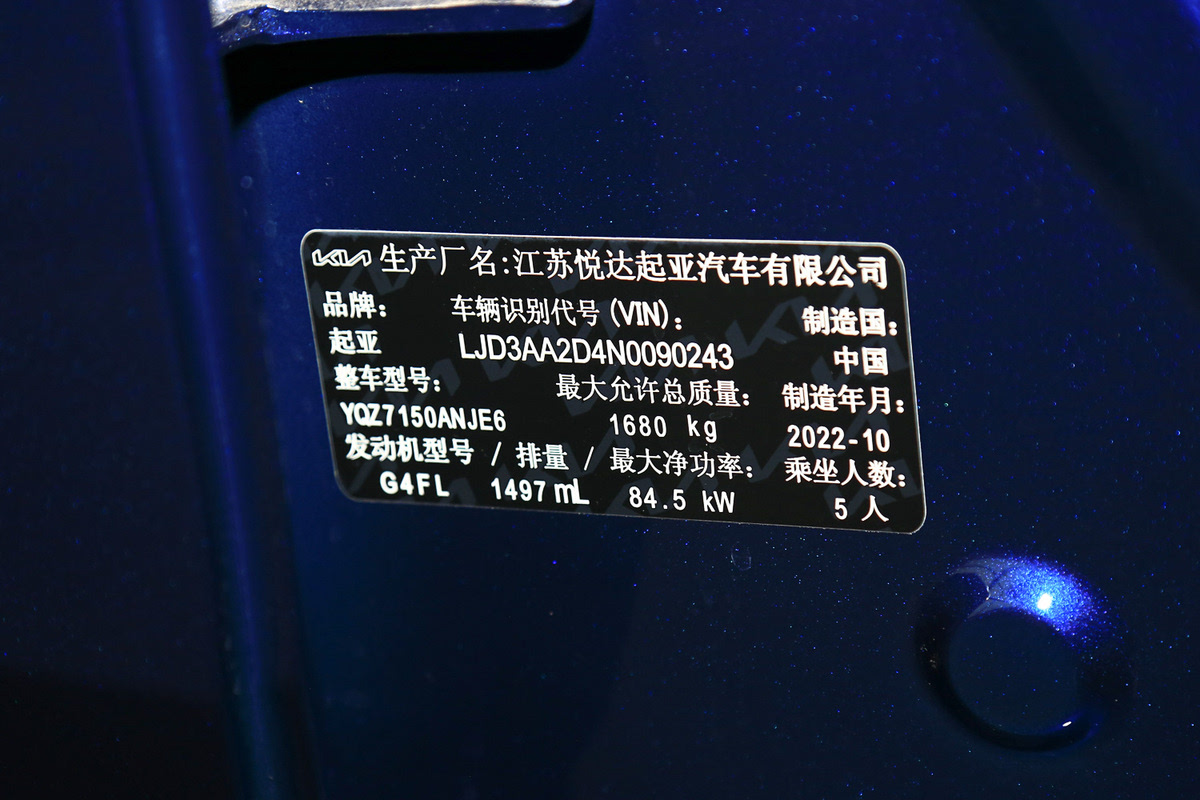 KIA 生产厂名:江苏悦达起亚汽车有限公司
品牌: 车辆识别代号(VIN): 制造国:
起亚 LJD3AA2D4N0090243 中国
整车型号: 最大允许总质量: 制造年月:
YQZ7150ANJE6 1680 kg 2022-10
发动机型号 / 排量 / 最大净功率: 乘坐人数:
G4FL 1497 mL 84.5 kW 5 人